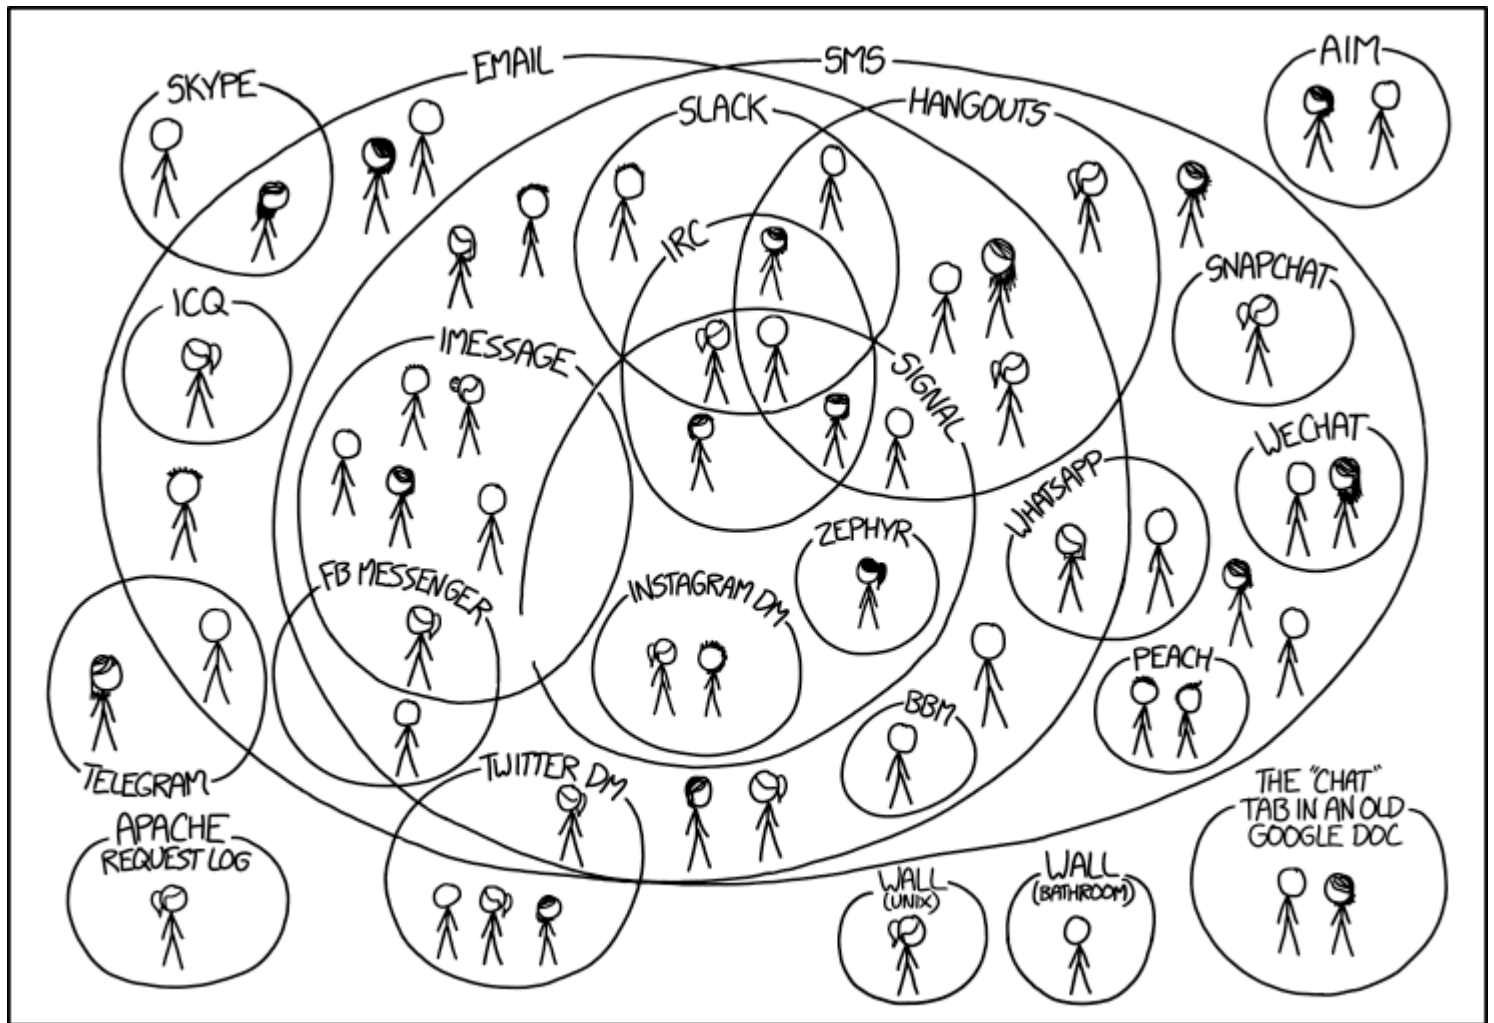 EMAIL
SMS
AIM
SKYPE
SLACK
HANGOUTS
IRC
SNAPCHAT
ICQ
IMESSAGE
SIGNAL
WECHAT
WHATSAPP
ZEPHYR
FB MESSENGER
INSTAGRAM DM
PEACH
BBM
TELEGRAM
TWITTER DM
THE "CHAT"
TAB IN AN OLD
GOOGLE DOC
APACHE
REQUEST LOG
WALL
(UNIX)
WALL
(BATHROOM)